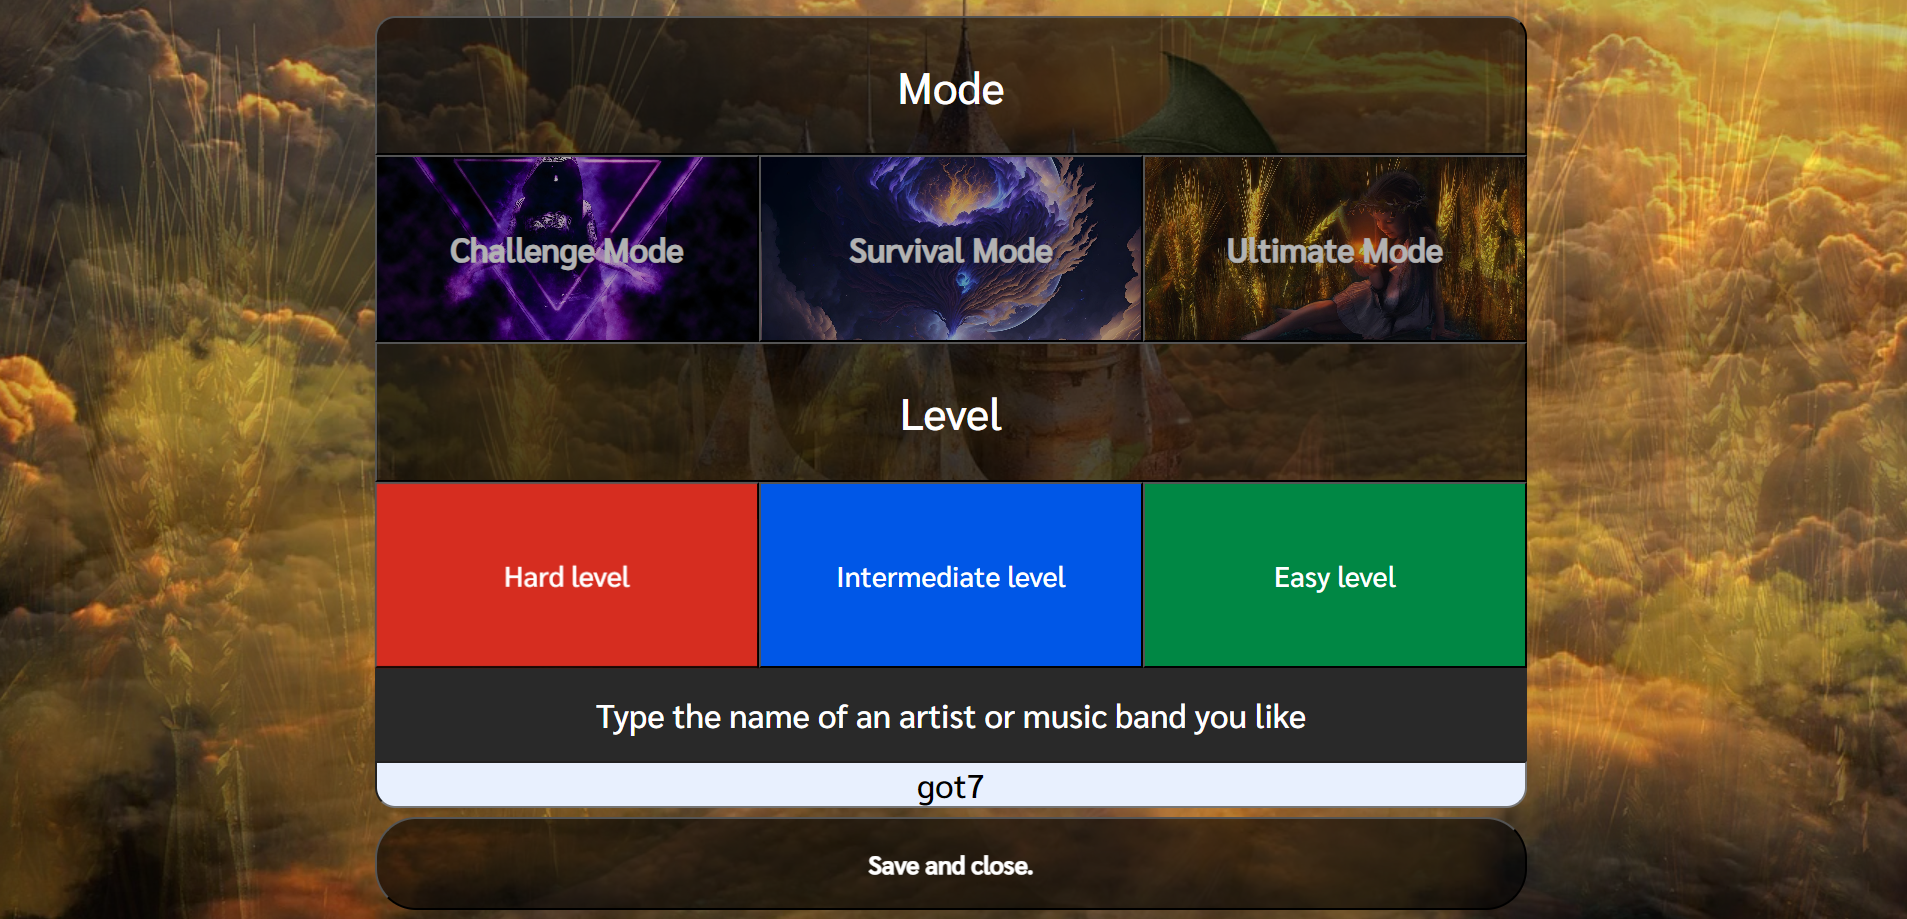 Mode
Challenge Mode
Survival Mode
Ultimate Mode
Level
Hard level
Intermediate level
Easy level
Type the name of an artist or music band you like
got7
Save and close.